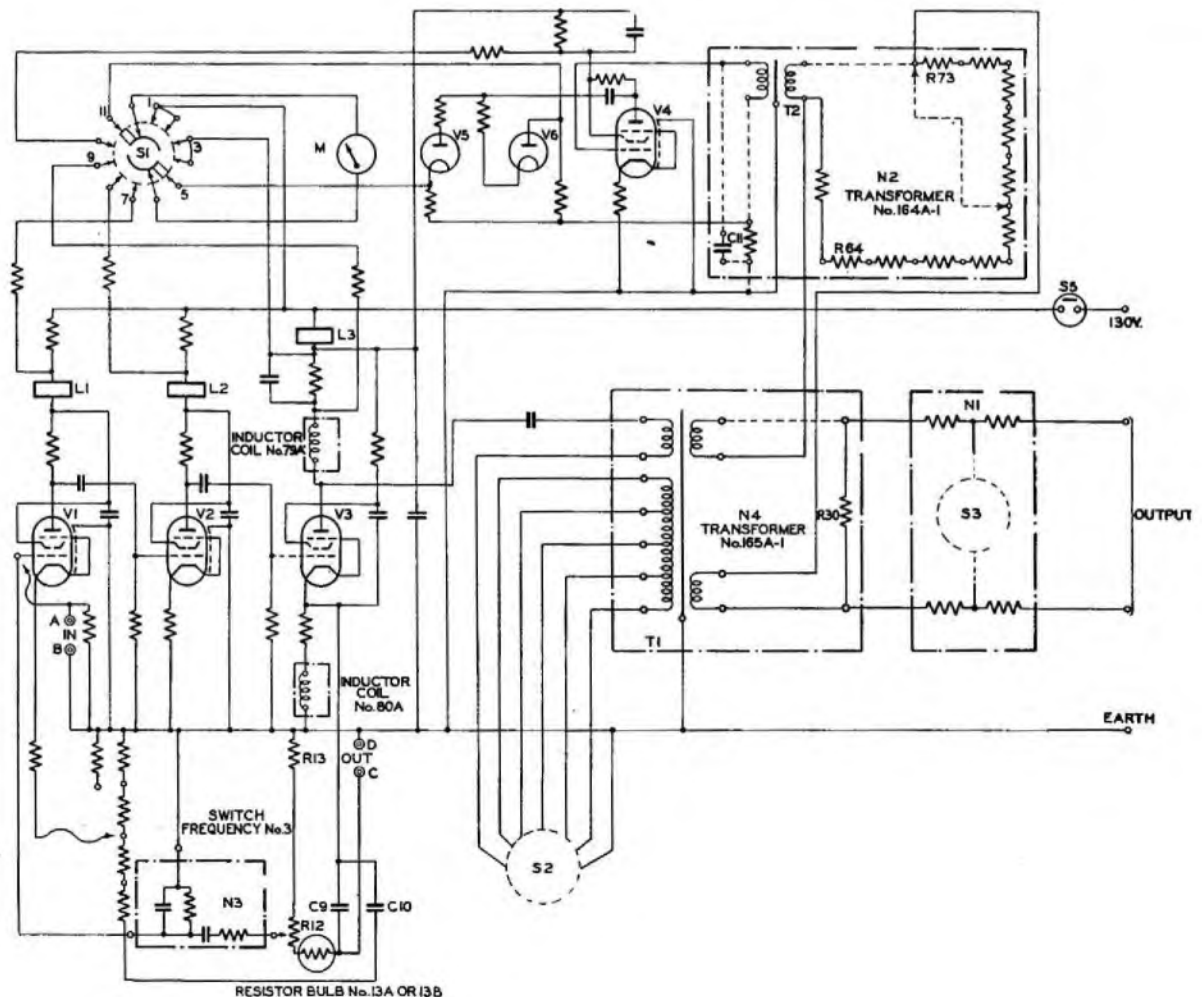 11
1
3
5
7
9
S1
M
V5
V6
V4
T2
R73
N2
TRANSFORMER
No.164A-1
C11
R64
S5
130V.
L1
L2
L3
INDUCTOR
COIL No.79A
V1
V2
V3
N4
TRANSFORMER
No.165A-1
R30
T1
N1
S3
OUTPUT
A
IN
B
INDUCTOR
COIL
No.80A
EARTH
R13
D
OUT
C
SWITCH
FREQUENCY No.3
N3
R12
C9
C10
S2
RESISTOR BULB No.13A OR 13B